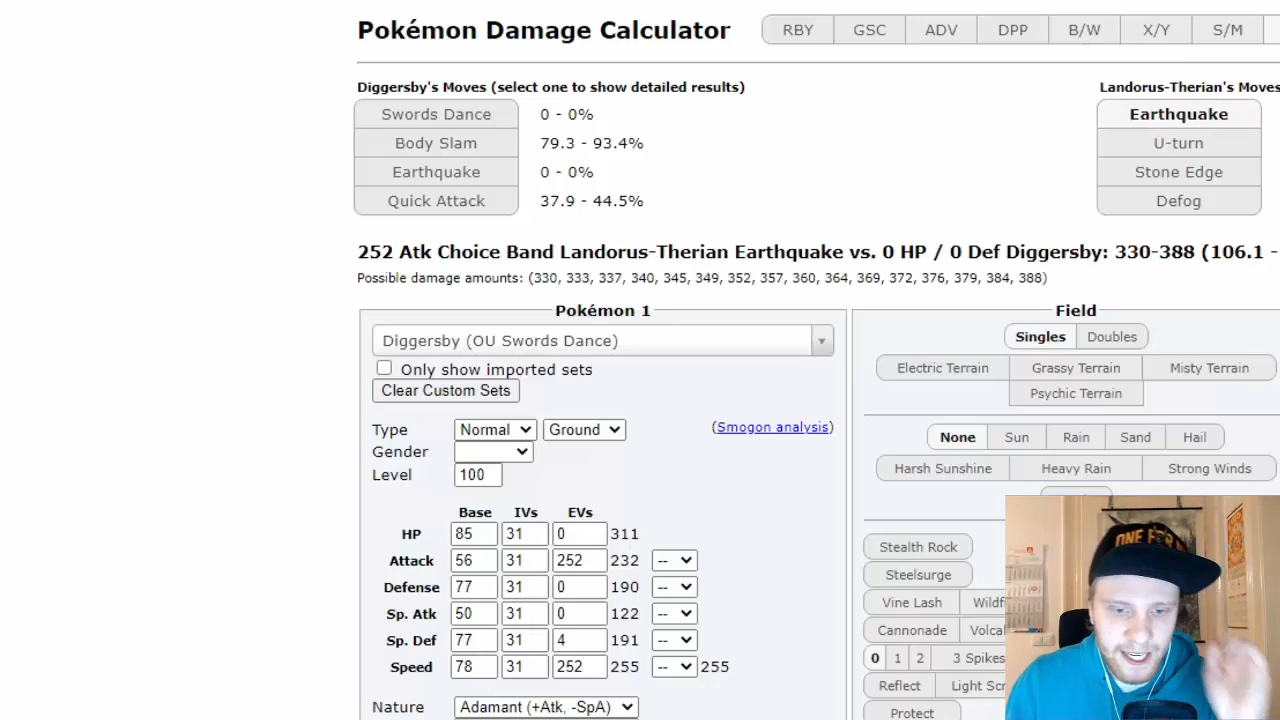 Pokémon Damage Calculator
RBY GSC ADV DPP B/W X/Y S/M
Diggersby's Moves (select one to show detailed results)
Landorus-Therian's Moves
Swords Dance 0 - 0%
Earthquake
Body Slam 79.3 - 93.4%
U-turn
Earthquake 0 - 0%
Stone Edge
Quick Attack 37.9 - 44.5%
Defog
252 Atk Choice Band Landorus-Therian Earthquake vs. 0 HP / 0 Def Diggersby: 330-388 (106.1 -
Possible damage amounts: (330, 333, 337, 340, 345, 349, 352, 357, 360, 364, 369, 372, 376, 379, 384, 388)
Pokémon 1
Diggersby (OU Swords Dance)
Only show imported sets
Clear Custom Sets
Type Normal Ground (Smogon analysis)
Gender
Level 100
Base IVs EVs
HP 85 31 0 311
Attack 56 31 252 232 --
Defense 77 31 0 190 --
Sp. Atk 50 31 0 122 --
Sp. Def 77 31 4 191 --
Speed 78 31 252 255 -- 255
Nature Adamant (+Atk, -SpA)
Field
Singles Doubles
Electric Terrain Grassy Terrain Misty Terrain
Psychic Terrain
None Sun Rain Sand Hail
Harsh Sunshine Heavy Rain Strong Winds
Stealth Rock
Steelsurge
Vine Lash Wildf
Cannonade Volcal
0 1 2 3 Spikes
Reflect Light Scr
Protect
ONE FOR